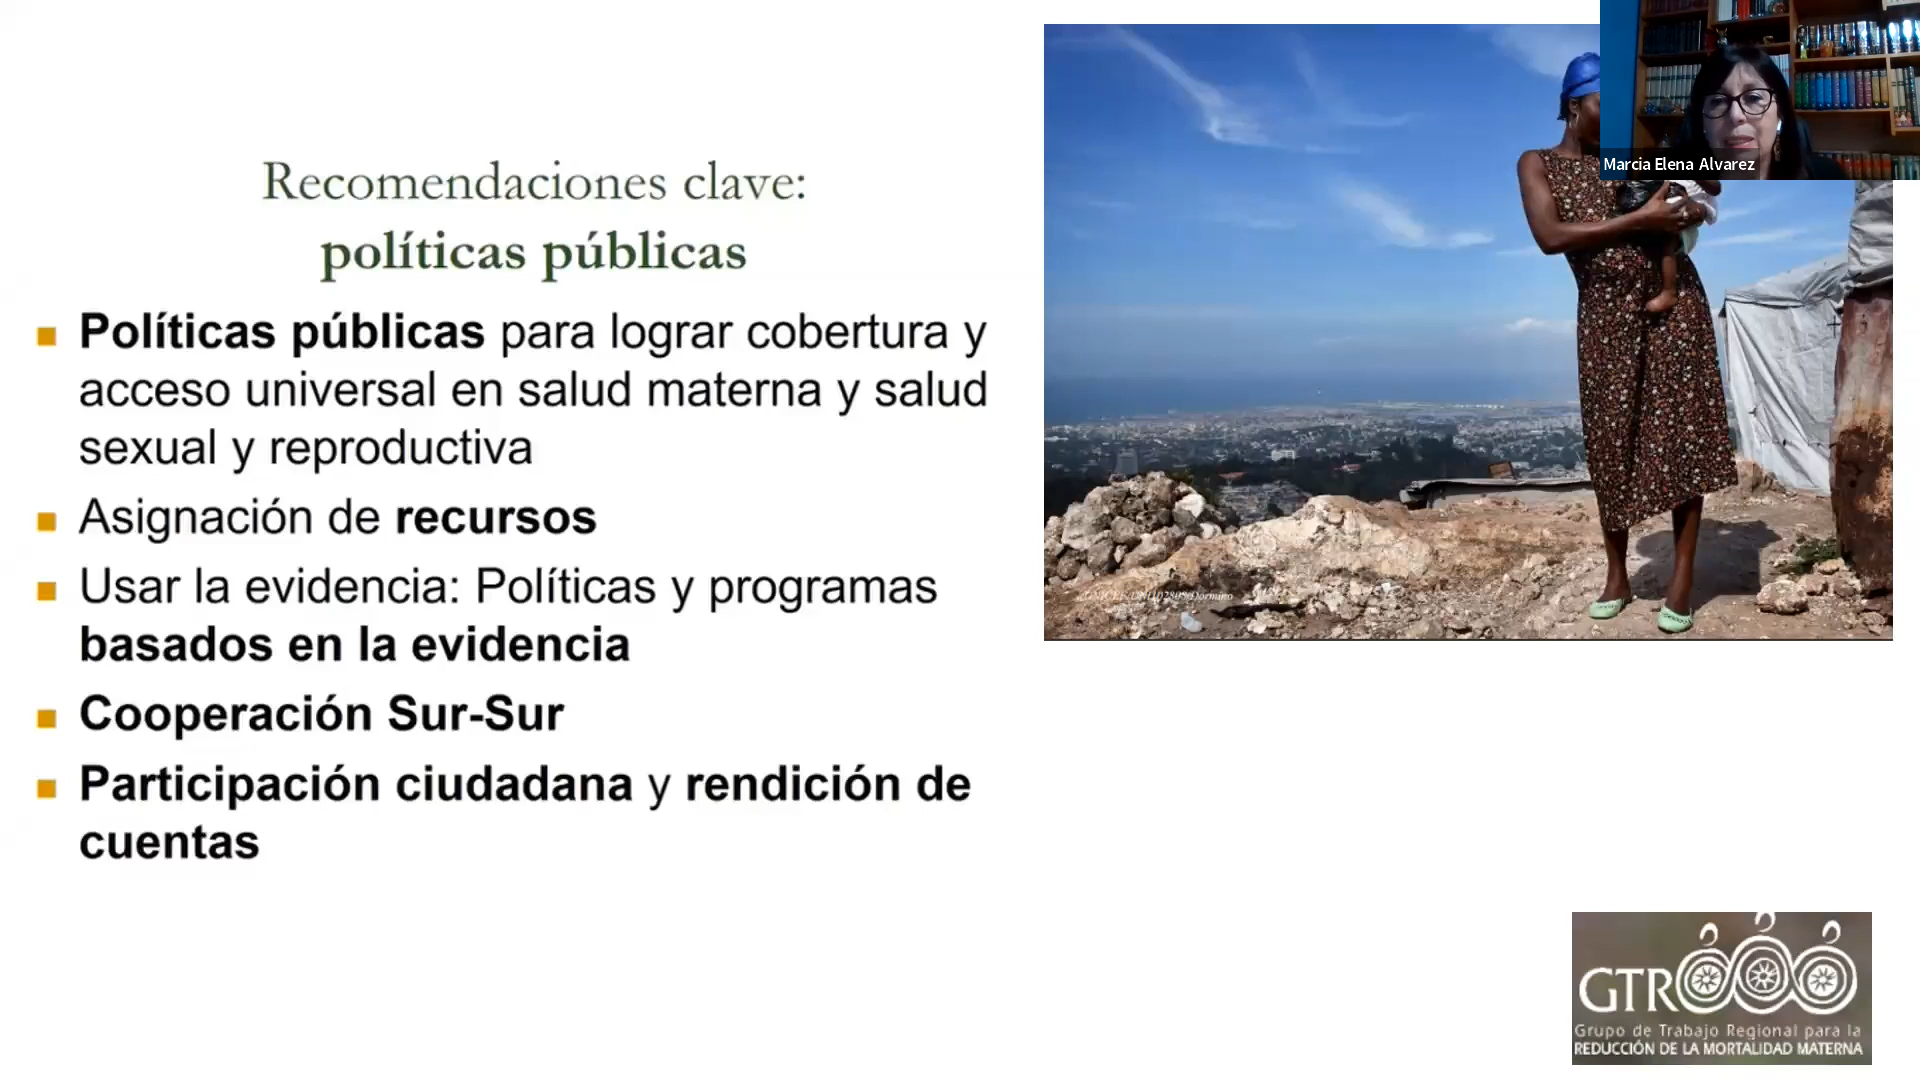 Recomendaciones clave:
políticas públicas
Políticas públicas para lograr cobertura y
acceso universal en salud materna y salud
sexual y reproductiva
Asignación de recursos
Usar la evidencia: Políticas y programas
basados en la evidencia
Cooperación Sur-Sur
Participación ciudadana y rendición de
cuentas
Marcia Elena Alvarez
GTR
Grupo de Trabajo Regional para la
REDUCCIÓN DE LA MORTALIDAD MATERNA